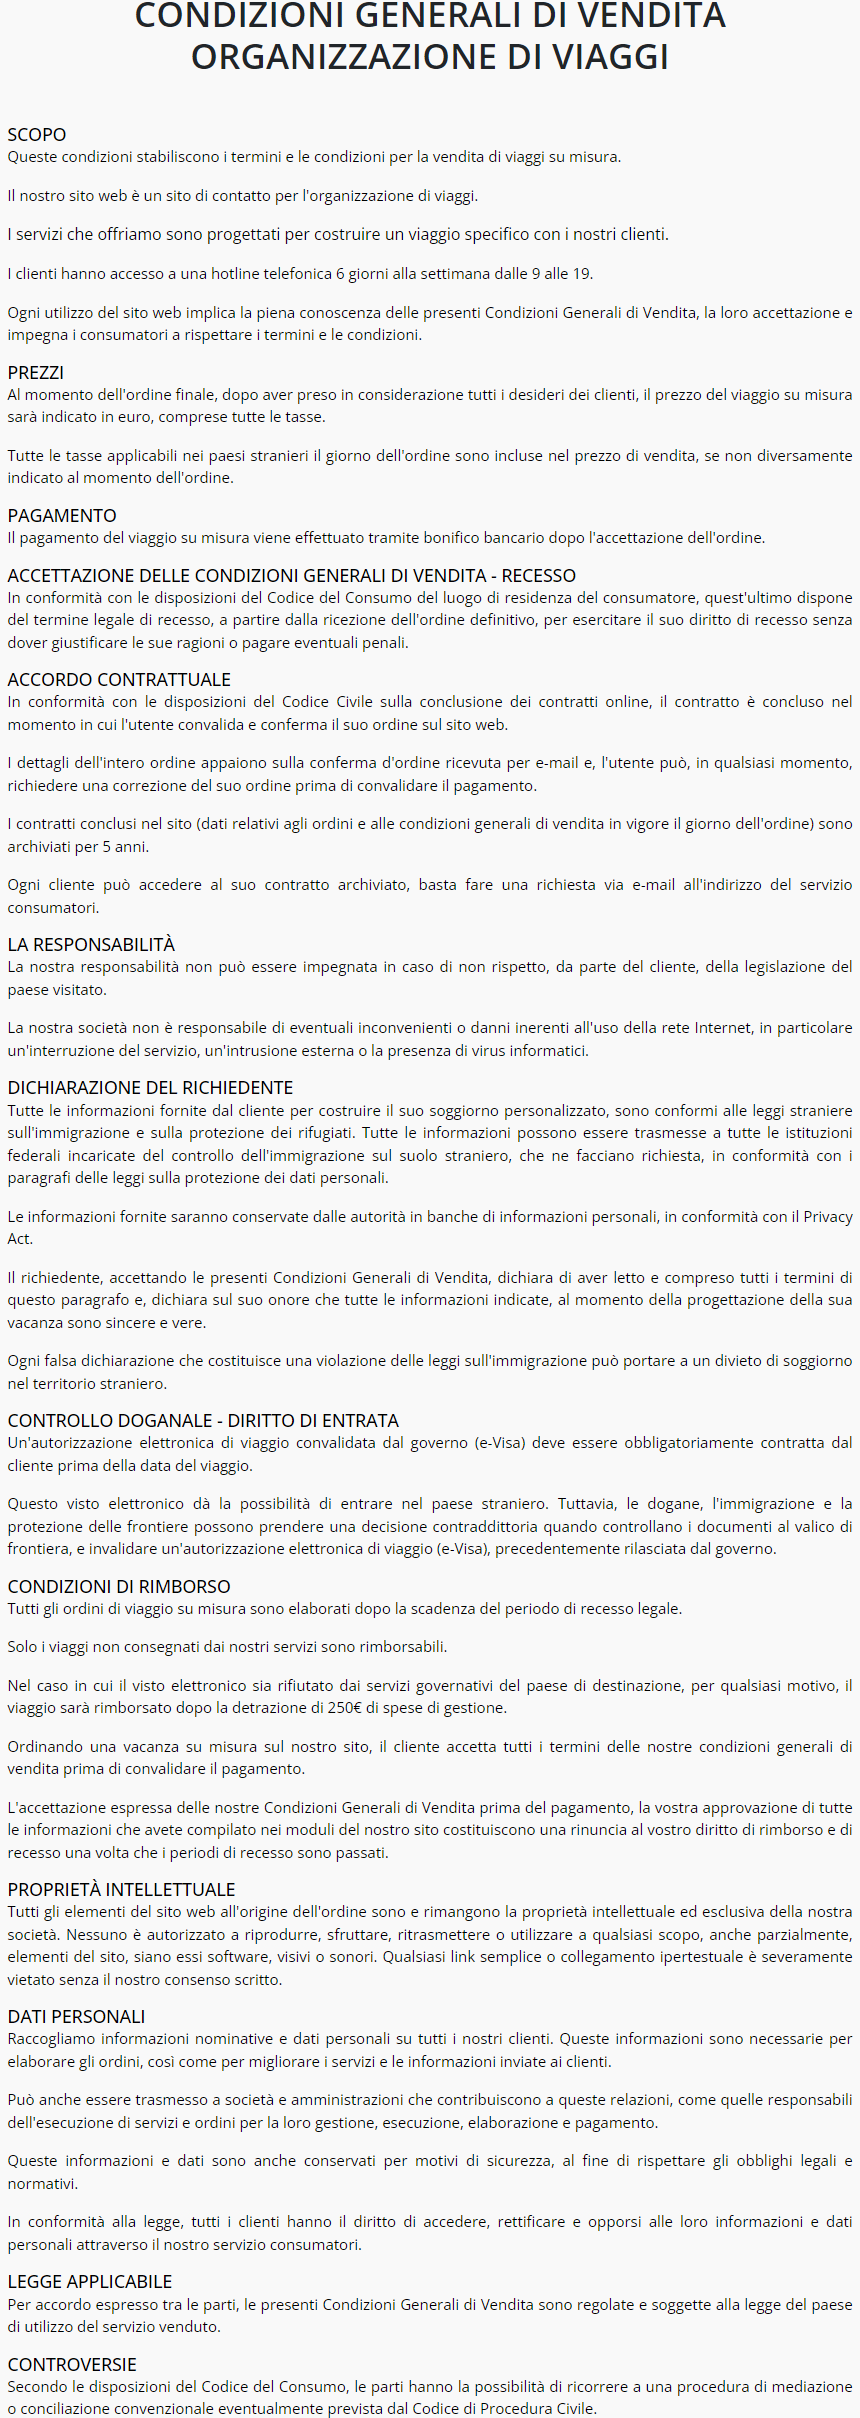 CONDIZIONI GENERALI DI VENDITA
ORGANIZZAZIONE DI VIAGGI
SCOPO
Queste condizioni stabiliscono i termini e le condizioni per la vendita di viaggi su misura.
Il nostro sito web è un sito di contatto per l'organizzazione di viaggi.
I servizi che offriamo sono progettati per costruire un viaggio specifico con i nostri clienti.
I clienti hanno accesso a una hotline telefonica 6 giorni alla settimana dalle 9 alle 19.
Ogni utilizzo del sito web implica la piena conoscenza delle presenti Condizioni Generali di Vendita, la loro accettazione e
impegna i consumatori a rispettare i termini e le condizioni.
PREZZI
Al momento dell'ordine finale, dopo aver preso in considerazione tutti i desideri dei clienti, il prezzo del viaggio su misura
sarà indicato in euro, comprese tutte le tasse.
Tutte le tasse applicabili nei paesi stranieri il giorno dell'ordine sono incluse nel prezzo di vendita, se non diversamente
indicato al momento dell'ordine.
PAGAMENTO
Il pagamento del viaggio su misura viene effettuato tramite bonifico bancario dopo l'accettazione dell'ordine.
ACCETTAZIONE DELLE CONDIZIONI GENERALI DI VENDITA - RECESSO
In conformità con le disposizioni del Codice del Consumo del luogo di residenza del consumatore, quest'ultimo dispone
del termine legale di recesso, a partire dalla ricezione dell'ordine definitivo, per esercitare il suo diritto di recesso senza
dover giustificare le sue ragioni o pagare eventuali penali.
ACCORDO CONTRATTUALE
In conformità con le disposizioni del Codice Civile sulla conclusione dei contratti online, il contratto è concluso nel
momento in cui l'utente convalida e conferma il suo ordine sul sito web.
I dettagli dell'intero ordine appaiono sulla conferma d'ordine ricevuta per e-mail e, l'utente può, in qualsiasi momento,
richiedere una correzione del suo ordine prima di convalidare il pagamento.
I contratti conclusi nel sito (dati relativi agli ordini e alle condizioni generali di vendita in vigore il giorno dell'ordine) sono
archiviati per 5 anni.
Ogni cliente può accedere al suo contratto archiviato, basta fare una richiesta via e-mail all'indirizzo del servizio
consumatori.
LA RESPONSABILITÀ
La nostra responsabilità non può essere impegnata in caso di non rispetto, da parte del cliente, della legislazione del
paese visitato.
La nostra società non è responsabile di eventuali inconvenienti o danni inerenti all'uso della rete Internet, in particolare
un'interruzione del servizio, un'intrusione esterna o la presenza di virus informatici.
DICHIARAZIONE DEL RICHIEDENTE
Tutte le informazioni fornite dal cliente per costruire il suo soggiorno personalizzato, sono conformi alle leggi straniere
sull'immigrazione e sulla protezione dei rifugiati. Tutte le informazioni possono essere trasmesse a tutte le istituzioni
federali incaricate del controllo dell'immigrazione sul suolo straniero, che ne facciano richiesta, in conformità con i
paragrafi delle leggi sulla protezione dei dati personali.
Le informazioni fornite saranno conservate dalle autorità in banche di informazioni personali, in conformità con il Privacy
Act.
Il richiedente, accettando le presenti Condizioni Generali di Vendita, dichiara di aver letto e compreso tutti i termini di
questo paragrafo e, dichiara sul suo onore che tutte le informazioni indicate, al momento della progettazione della sua
vacanza sono sincere e vere.
Ogni falsa dichiarazione che costituisce una violazione delle leggi sull'immigrazione può portare a un divieto di soggiorno
nel territorio straniero.
CONTROLLO DOGANALE - DIRITTO DI ENTRATA
Un'autorizzazione elettronica di viaggio convalidata dal governo (e-Visa) deve essere obbligatoriamente contratta dal
cliente prima della data del viaggio.
Questo visto elettronico dà la possibilità di entrare nel paese straniero. Tuttavia, le dogane, l'immigrazione e la
protezione delle frontiere possono prendere una decisione contraddittoria quando controllano i documenti al valico di
frontiera, e invalidare un'autorizzazione elettronica di viaggio (e-Visa), precedentemente rilasciata dal governo.
CONDIZIONI DI RIMBORSO
Tutti gli ordini di viaggio su misura sono elaborati dopo la scadenza del periodo di recesso legale.
Solo i viaggi non consegnati dai nostri servizi sono rimborsabili.
Nel caso in cui il visto elettronico sia rifiutato dai servizi governativi del paese di destinazione, per qualsiasi motivo, il
viaggio sarà rimborsato dopo la detrazione di 250€ di spese di gestione.
Ordinando una vacanza su misura sul nostro sito, il cliente accetta tutti i termini delle nostre condizioni generali di
vendita prima di convalidare il pagamento.
L'accettazione espressa delle nostre Condizioni Generali di Vendita prima del pagamento, la vostra approvazione di tutte
le informazioni che avete compilato nei moduli del nostro sito costituiscono una rinuncia al vostro diritto di rimborso e di
recesso una volta che i periodi di recesso sono passati.
PROPRIETÀ INTELLETTUALE
Tutti gli elementi del sito web all'origine dell'ordine sono e rimangono la proprietà intellettuale ed esclusiva della nostra
società. Nessuno è autorizzato a riprodurre, sfruttare, ritrasmettere o utilizzare a qualsiasi scopo, anche parzialmente,
elementi del sito, siano essi software, visivi o sonori. Qualsiasi link semplice o collegamento ipertestuale è severamente
vietato senza il nostro consenso scritto.
DATI PERSONALI
Raccogliamo informazioni nominative e dati personali su tutti i nostri clienti. Queste informazioni sono necessarie per
elaborare gli ordini, così come per migliorare i servizi e le informazioni inviate ai clienti.
Può anche essere trasmesso a società e amministrazioni che contribuiscono a queste relazioni, come quelle responsabili
dell'esecuzione di servizi e ordini per la loro gestione, esecuzione, elaborazione e pagamento.
Queste informazioni e dati sono anche conservati per motivi di sicurezza, al fine di rispettare gli obblighi legali e
normativi.
In conformità alla legge, tutti i clienti hanno il diritto di accedere, rettificare e opporsi alle loro informazioni e dati
personali attraverso il nostro servizio consumatori.
LEGGE APPLICABILE
Per accordo espresso tra le parti, le presenti Condizioni Generali di Vendita sono regolate e soggette alla legge del paese
di utilizzo del servizio venduto.
CONTROVERSIE
Secondo le disposizioni del Codice del Consumo, le parti hanno la possibilità di ricorrere a una procedura di mediazione
o conciliazione convenzionale eventualmente prevista dal Codice di Procedura Civile.